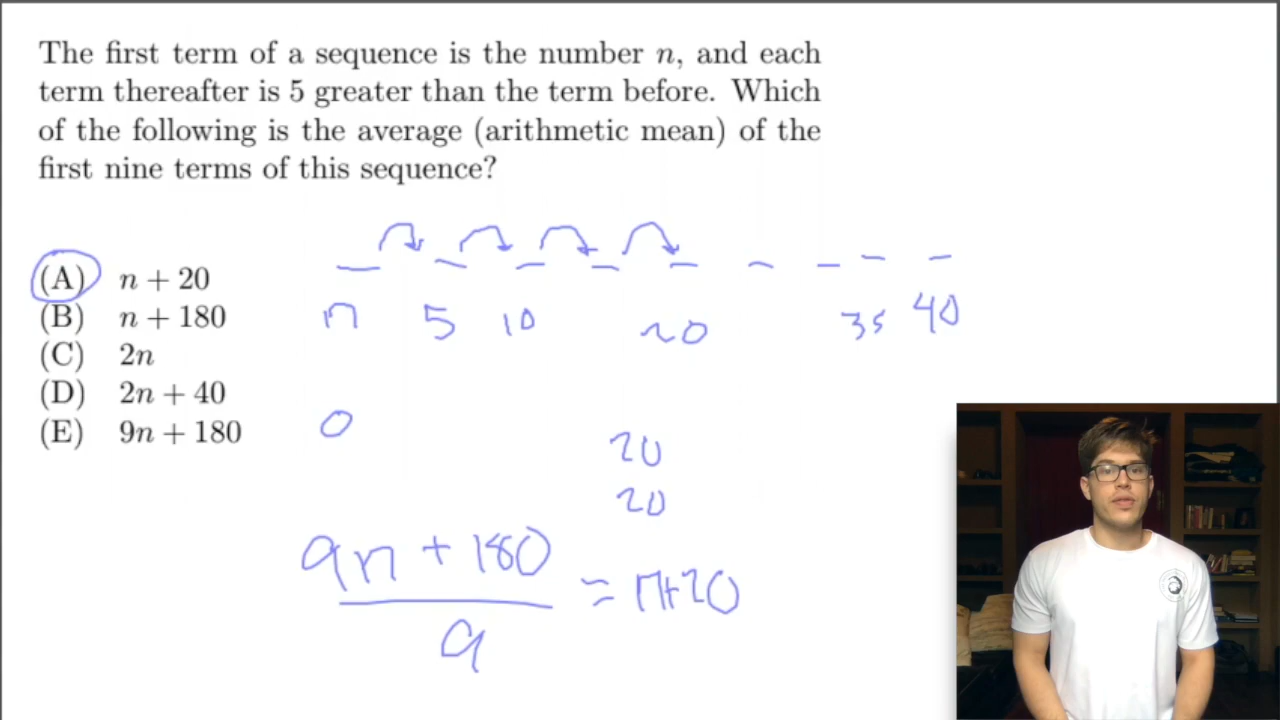 The first term of a sequence is the number n, and each
term thereafter is 5 greater than the term before. Which
of the following is the average (arithmetic mean) of the
first nine terms of this sequence?
(A) n + 20
(B) n + 180
(C) 2n
(D) 2n + 40
(E) 9n + 180
n 5 10 20 35 40
0
20
20
9n + 180
9
= n+20